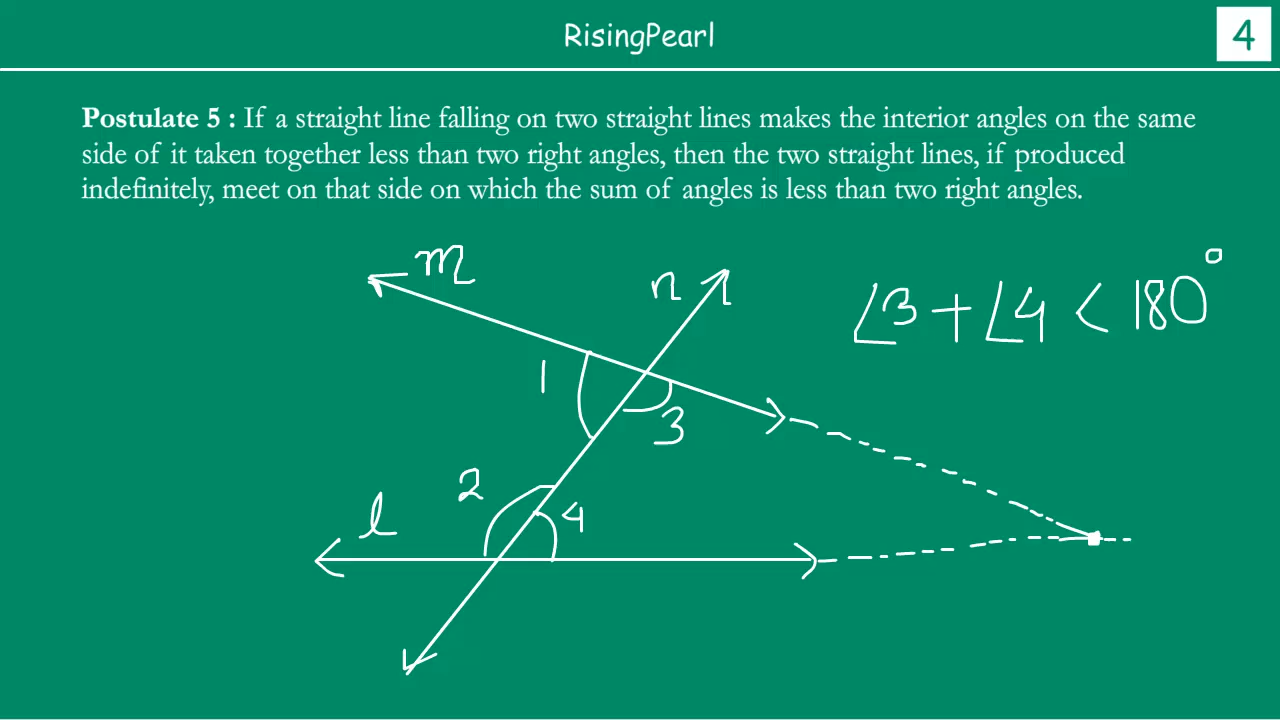 RisingPearl
4
Postulate 5 : If a straight line falling on two straight lines makes the interior angles on the same
side of it taken together less than two right angles, then the two straight lines, if produced
indefinitely, meet on that side on which the sum of angles is less than two right angles.
m
n
∠3 + ∠4 < 180°
1
3
2
4
l